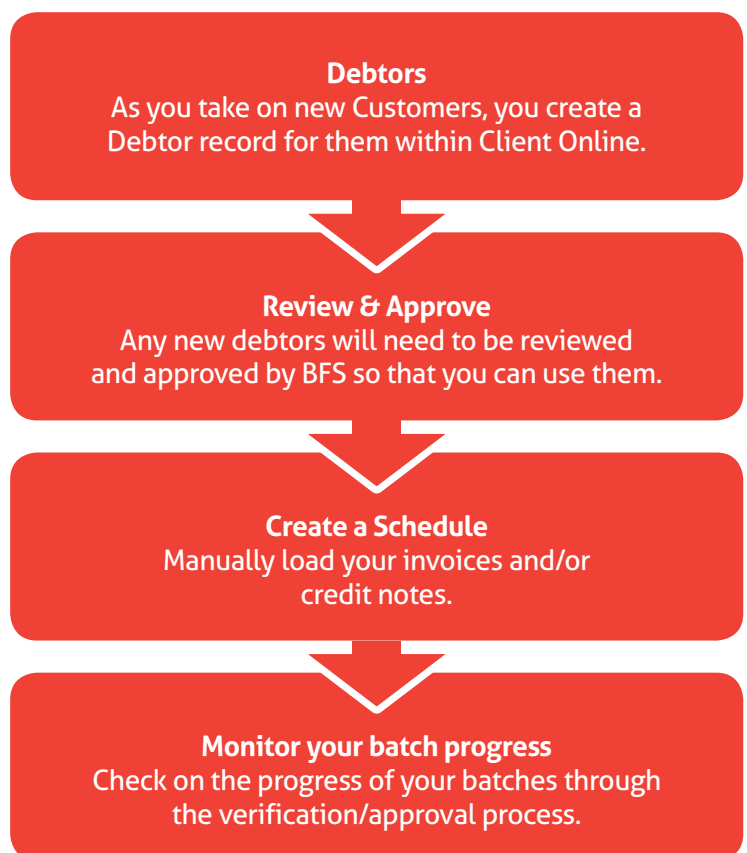 Debtors
As you take on new Customers, you create a
Debtor record for them within Client Online.
Review & Approve
Any new debtors will need to be reviewed
and approved by BFS so that you can use them.
Create a Schedule
Manually load your invoices and/or
credit notes.
Monitor your batch progress
Check on the progress of your batches through
the verification/approval process.